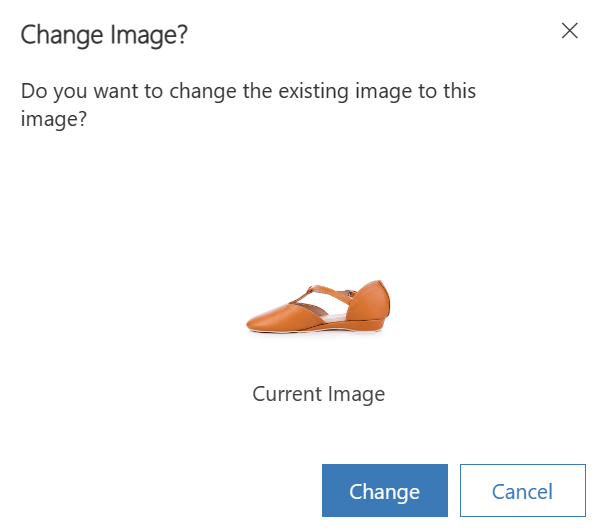 Change Image?
Do you want to change the existing image to this
image?
Current Image
Change
Cancel